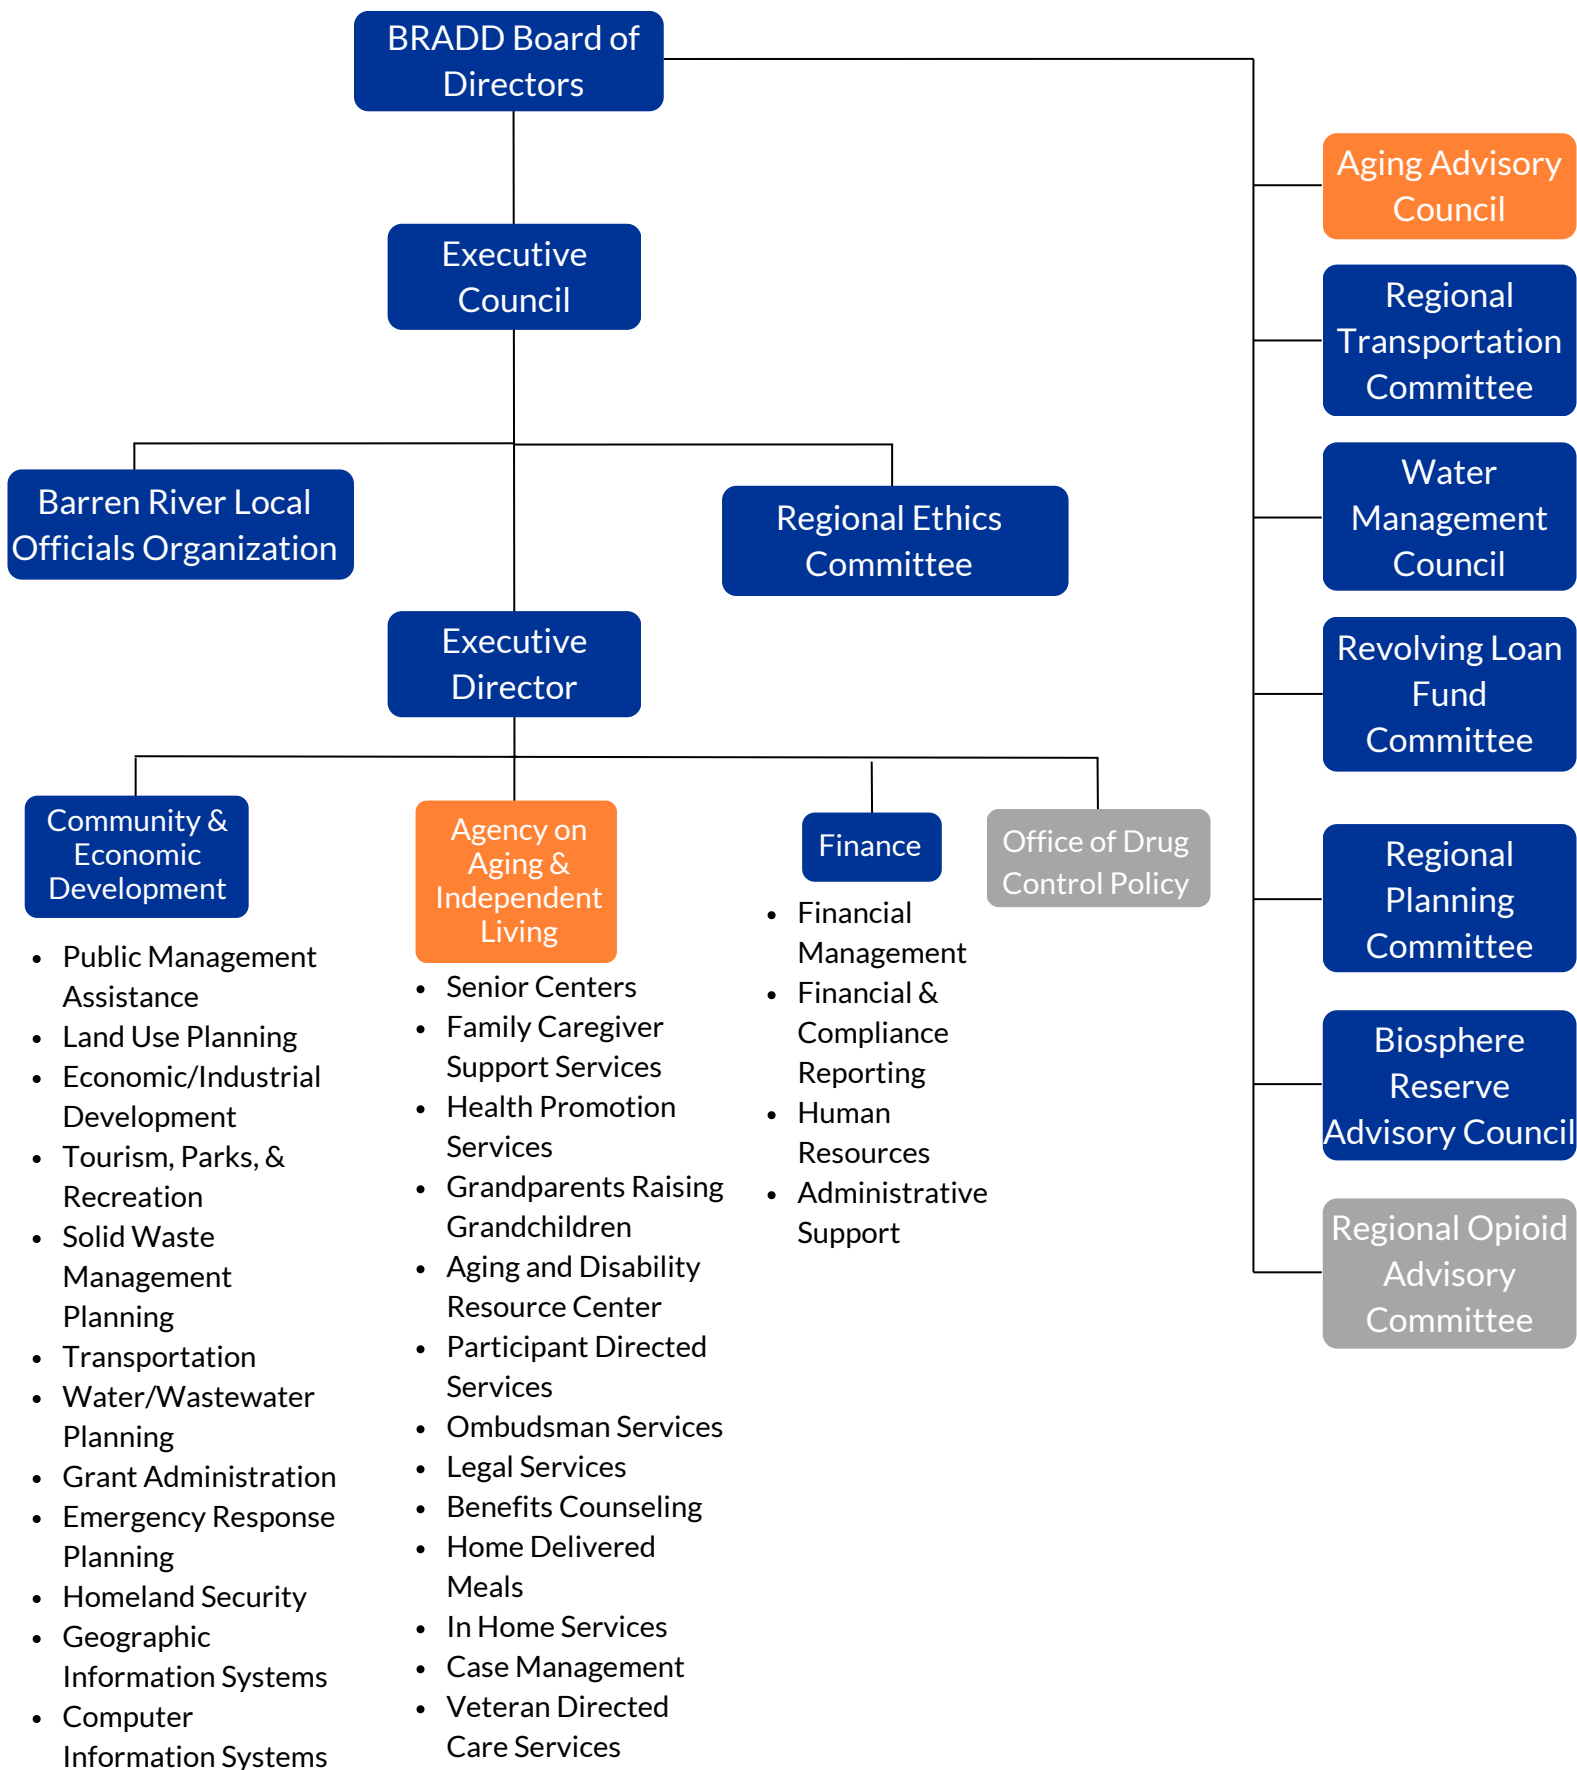 BRADD Board of
Directors
Executive
Council
Barren River Local
Officials Organization
Regional Ethics
Committee
Executive
Director
Community &
Economic
Development
• Public Management
Assistance
• Land Use Planning
• Economic/Industrial
Development
• Tourism, Parks, &
Recreation
• Solid Waste
Management
Planning
• Transportation
• Water/Wastewater
Planning
• Grant Administration
• Emergency Response
Planning
• Homeland Security
• Geographic
Information Systems
• Computer
Information Systems
Agency on
Aging &
Independent
Living
• Senior Centers
• Family Caregiver
Support Services
• Health Promotion
Services
• Grandparents Raising
Grandchildren
• Aging and Disability
Resource Center
• Participant Directed
Services
• Ombudsman Services
• Legal Services
• Benefits Counseling
• Home Delivered
Meals
• In Home Services
• Case Management
• Veteran Directed
Care Services
Finance
• Financial
Management
• Financial &
Compliance
Reporting
• Human
Resources
• Administrative
Support
Office of Drug
Control Policy
Aging Advisory
Council
Regional
Transportation
Committee
Water
Management
Council
Revolving Loan
Fund
Committee
Regional
Planning
Committee
Biosphere
Reserve
Advisory Council
Regional Opioid
Advisory
Committee